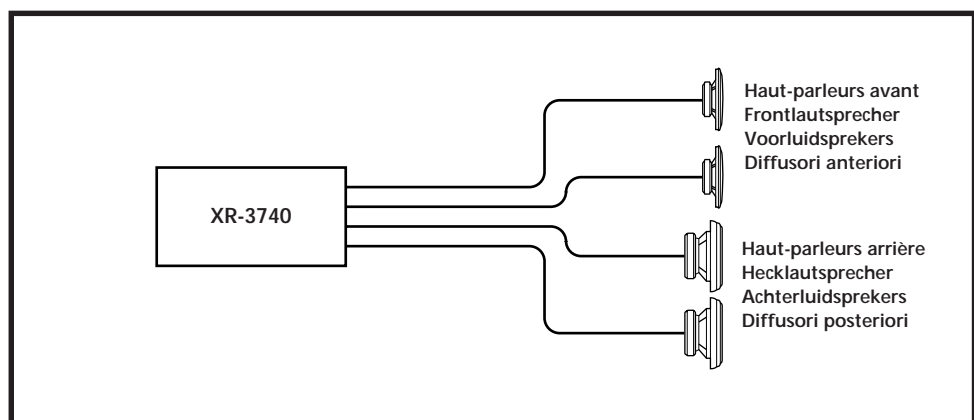 XR-3740
Haut-parleurs avant
Frontlautsprecher
Voorluidsprekers
Diffusori anteriori
Haut-parleurs arrière
Hecklautsprecher
Achterluidsprekers
Diffusori posteriori